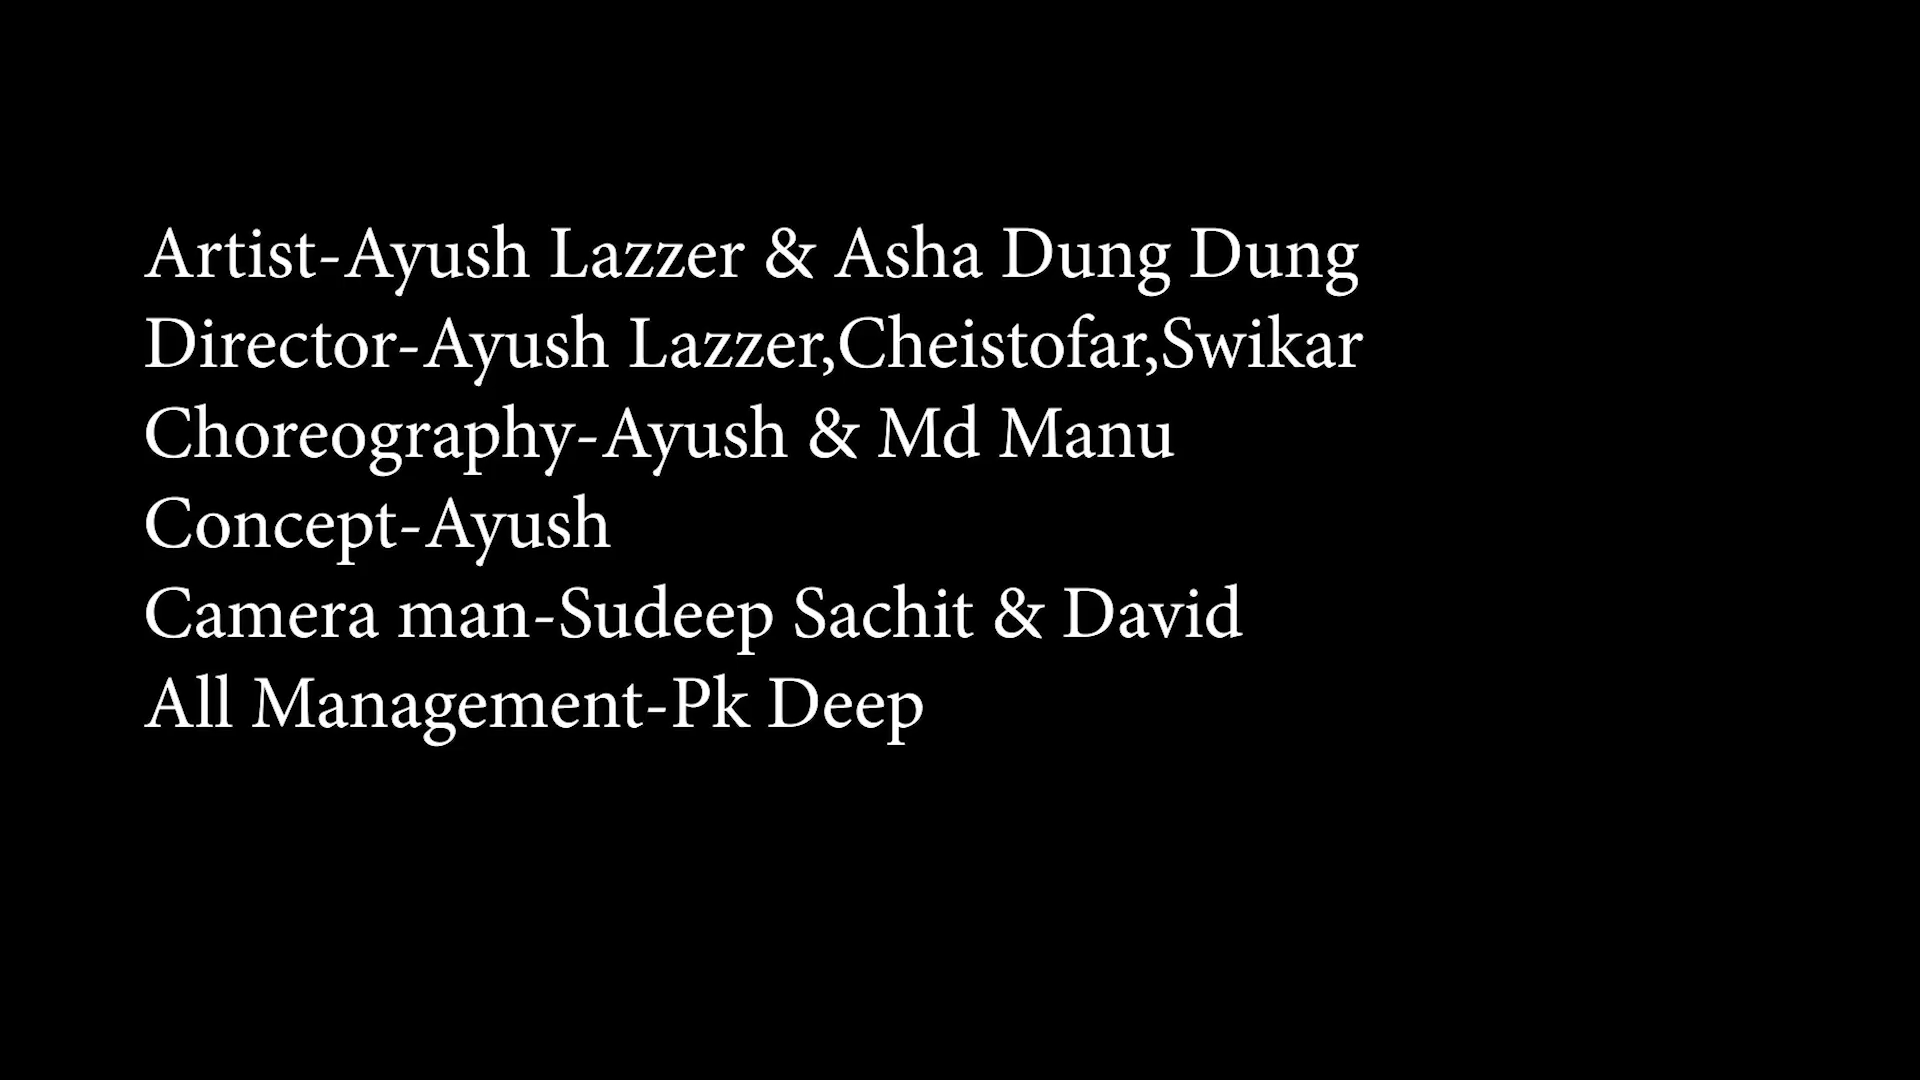 Artist-Ayush Lazzer & Asha Dung Dung
Director-Ayush Lazzer,Cheistofar,Swikar
Choreography-Ayush & Md Manu
Concept-Ayush
Camera man-Sudeep Sachit & David
All Management-Pk Deep